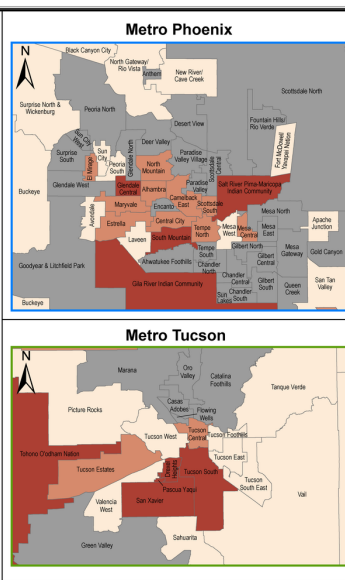 Metro Phoenix
N
Black Canyon City
North Gateway/
Rio Vista
Anthem
New River/
Cave Creek
Scottsdale North
Surprise North &
Wickenburg
Peoria North
Desert View
Fountain Hills/
Rio Verde
Fort McDowell
Yavapai Nation
Sun City
West
Surprise
South
El Mirage
Sun
City
Peoria
South
Glendale North
Deer Valley
North
Mountain
Paradise
Valley Village
Scottsdale
Central
Buckeye
Glendale West
Glendale
Central
Alhambra
Paradise
Valley
Salt River Pima-Maricopa
Indian Community
Camelback
East
Scottsdale
South
Maryvale
Encanto
Avondale
Estrella
Central City
Tempe
North
Mesa
West
Mesa
Central
Mesa North
Mesa
East
Apache
Junction
Laveen
South Mountain
Tempe
South
Gilbert North
Mesa
Gateway
Gold Canyon
Goodyear & Litchfield Park
Ahwatukee Foothills
Chandler
North
Gilbert
Central
Chandler
Central
Gilbert
South
Queen
Creek
San Tan
Valley
Gila River Indian Community
Sun
Lakes
Chandler
South
Buckeye
Metro Tucson
N
Marana
Oro
Valley
Catalina
Foothills
Casas
Adobes
Flowing
Wells
Tanque Verde
Picture Rocks
Tucson West
Tucson
Central
Tucson Foothills
Tohono O'odham Nation
Tucson Estates
Drexel
Heights
Tucson South
Tucson East
Tucson
South East
Pascua Yaqui
Valencia
West
San Xavier
Vail
Sahuarita
Green Valley